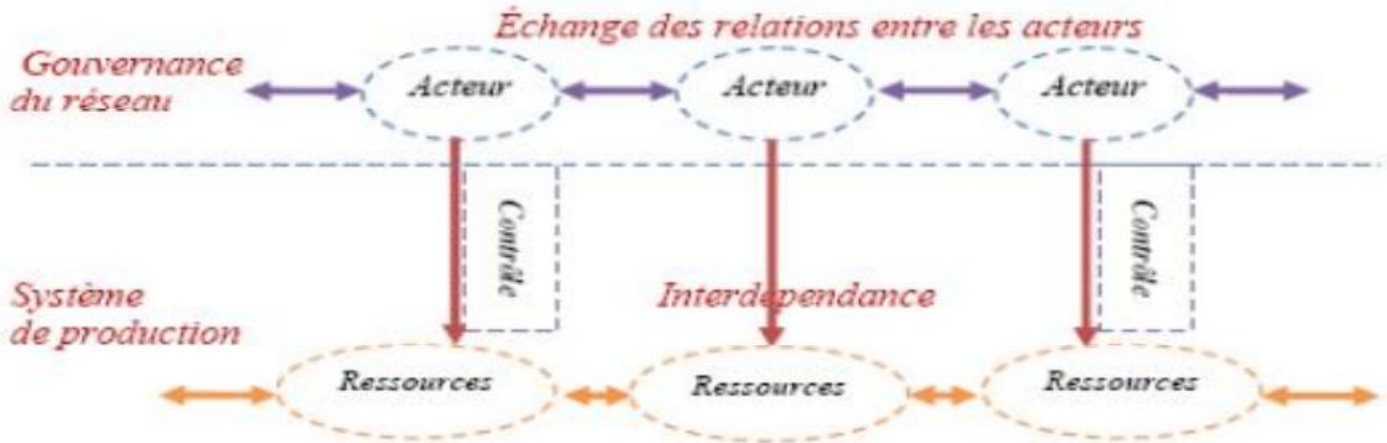 Échange des relations entre les acteurs
Gouvernance
du réseau
Acteur
Acteur
Acteur
Contrôle
Contrôle
Système
de production
Interdépendance
Ressources
Ressources
Ressources